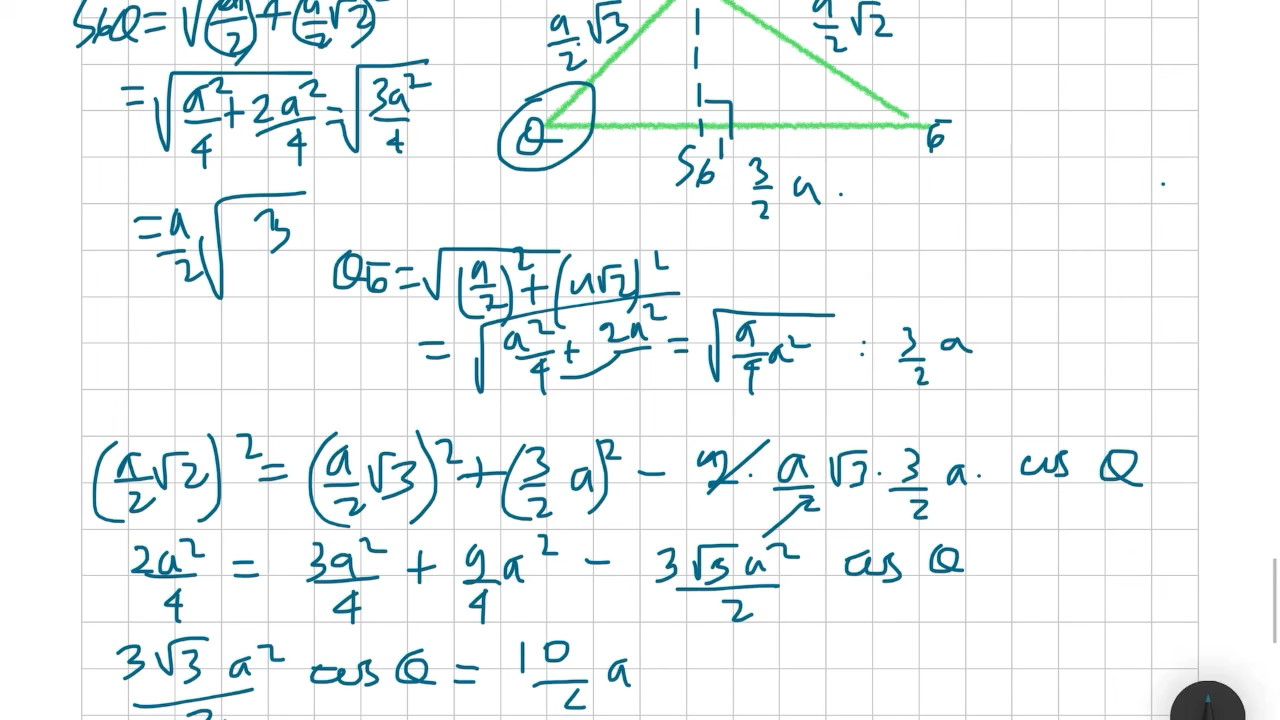 S6Q = √((a/2)² + (a/2 √2)²
a/2 √3
a/2 √2
= √(a²/4 + 2a²/4) = √(3a²/4)
Q
6
S6'
3/2 a .
= a/2 √3
Q6 = √((a/2)² + (a√2)²
= √(a²/4 + 2a²) = √(9/4 a²) : 3/2 a
(a/2 √2)² = (a/2 √3)² + (3/2 a)² - 2 . a/2 √3 . 3/2 a . cos Q
2a²/4 = 3a²/4 + 9/4 a² - 3√3 a²/2 cos Q
3√3 a²/2 cos Q = 10/4 a